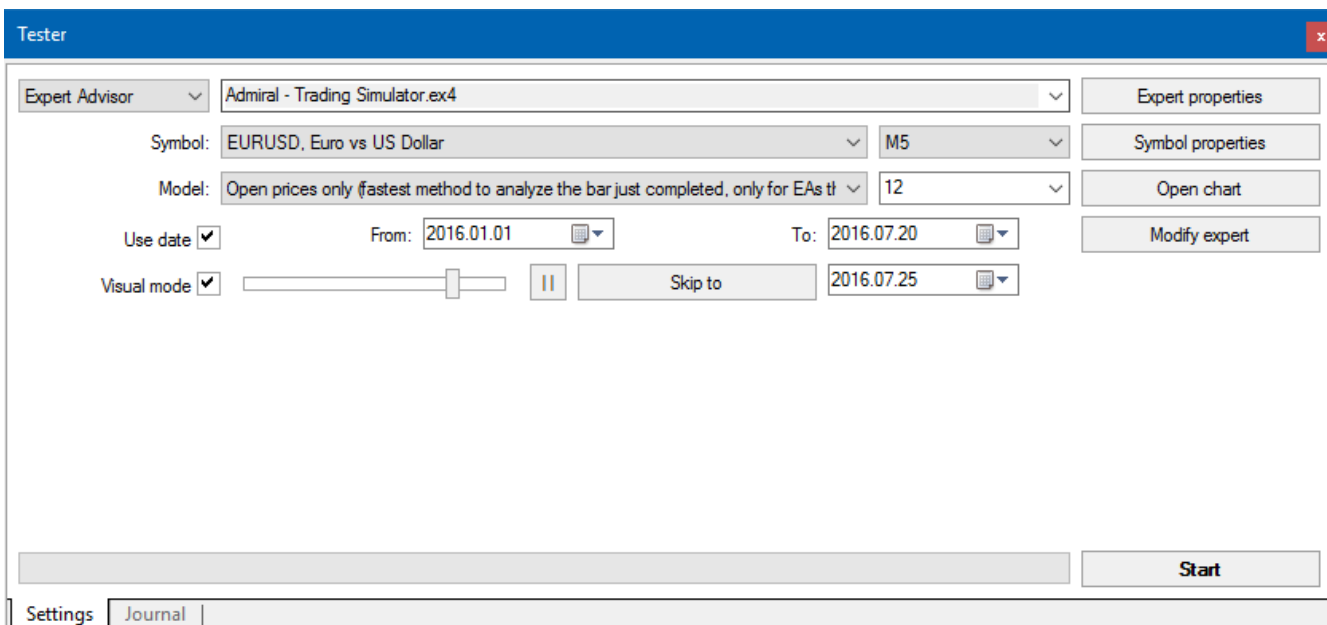 Tester
x
Expert Advisor Admiral - Trading Simulator.ex4 Expert properties
Symbol: EURUSD, Euro vs US Dollar M5 Symbol properties
Model: Open prices only (fastest method to analyze the bar just completed, only for EAs 12 Open chart
Use date From: 2016.01.01 To: 2016.07.20 Modify expert
Visual mode Skip to 2016.07.25
Start
Settings Journal